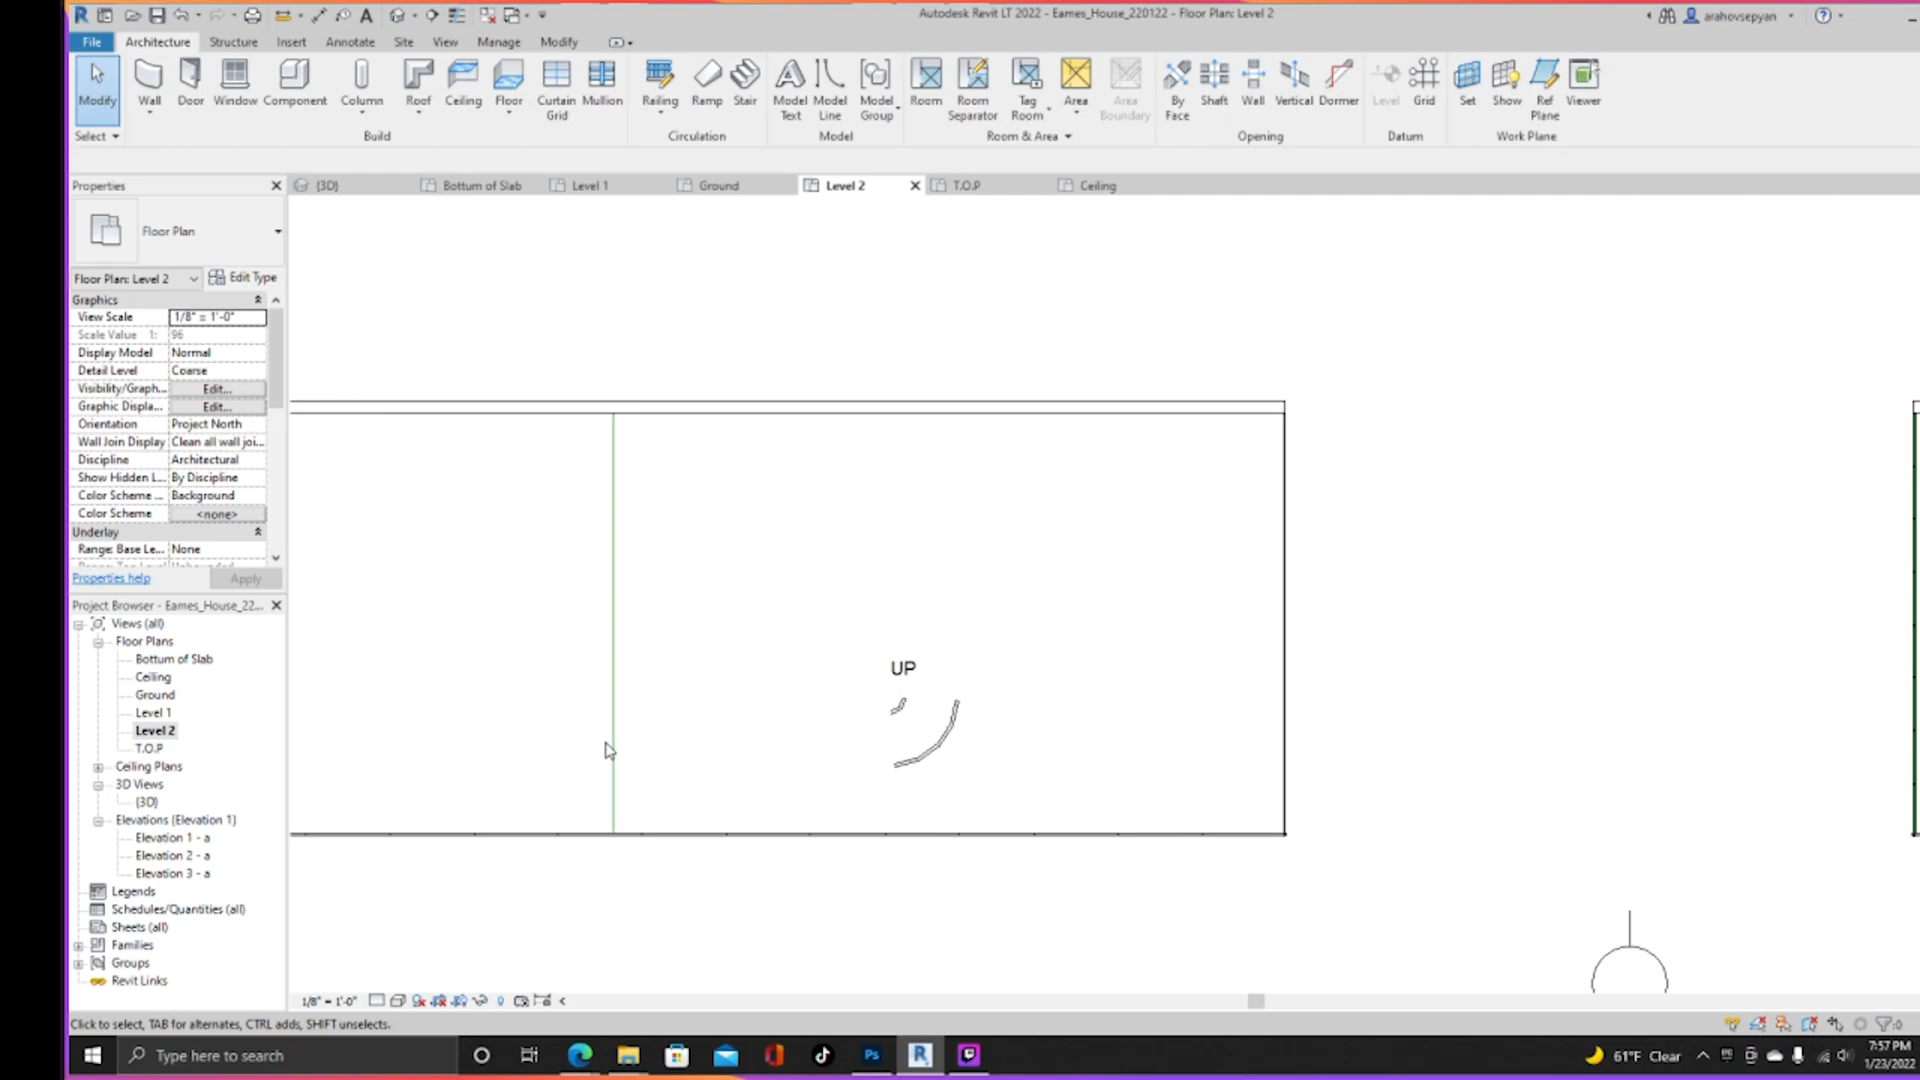 Autodesk Revit LT 2022 - Eames_House_220122 - Floor Plan: Level 2
arahovsepyan
File Architecture Structure Insert Annotate Site View Manage Modify
Modify Wall Door Window Component Column Roof Ceiling Floor Curtain Grid Mullion Railing Ramp Stair Model Text Model Line Model Group Room Room Separator Tag Room Area Area Boundary By Face Shaft Wall Vertical Dormer Level Grid Set Show Ref Plane Viewer
Select Build Circulation Model Room & Area Opening Datum Work Plane
Properties
{3D} Bottum of Slab Level 1 Ground Level 2 T.O.P Ceiling
Floor Plan
Floor Plan: Level 2 Edit Type
Graphics
View Scale 1/8" = 1'-0"
Scale Value 1: 96
Display Model Normal
Detail Level Coarse
Visibility/Graph... Edit...
Graphic Displa... Edit...
Orientation Project North
Wall Join Display Clean all wall joi...
Discipline Architectural
Show Hidden L... By Discipline
Color Scheme ... Background
Color Scheme <none>
Underlay
Range: Base Le... None
Properties help Apply
Project Browser - Eames_House_22...
Views (all)
Floor Plans
Bottum of Slab
Ceiling
Ground
Level 1
Level 2
T.O.P
Ceiling Plans
3D Views
{3D}
Elevations (Elevation 1)
Elevation 1 - a
Elevation 2 - a
Elevation 3 - a
Legends
Schedules/Quantities (all)
Sheets (all)
Families
Groups
Revit Links
UP
1/8" = 1'-0"
Click to select, TAB for alternates, CTRL adds, SHIFT unselects.
:0
Type here to search
61°F Clear
7:57 PM
1/23/2022